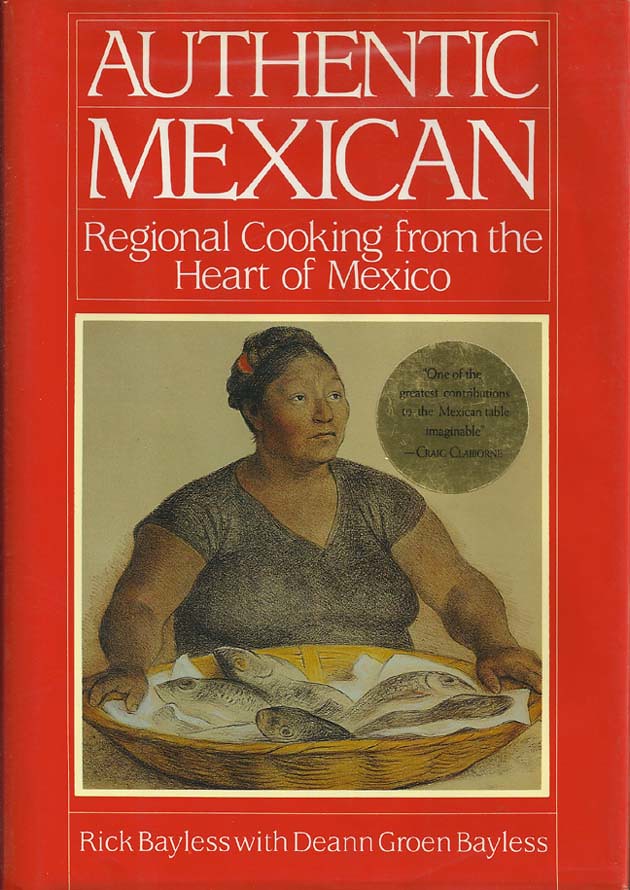 AUTHENTIC
MEXICAN
Regional Cooking from the
Heart of Mexico
"One of the
greatest contributions
to the Mexican table
imaginable"
—CRAIG CLAIBORNE
Rick Bayless with Deann Groen Bayless